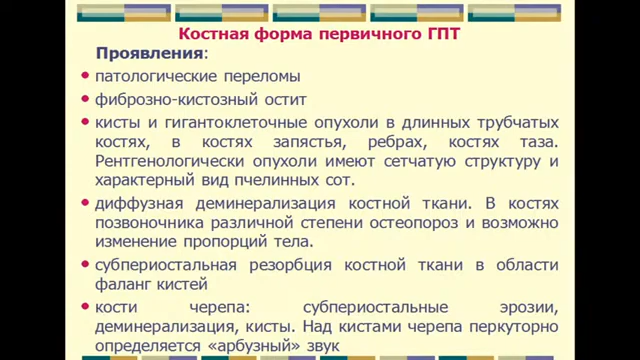 Костная форма первичного ГПТ
Проявления:
• патологические переломы
• фиброзно-кистозный остит
• кисты и гигантоклеточные опухоли в длинных трубчатых
костях, в костях запястья, ребрах, костях таза.
Рентгенологически опухоли имеют сетчатую структуру и
характерный вид пчелинных сот.
• диффузная деминерализация костной ткани. В костях
позвоночника различной степени остеопороз и возможно
изменение пропорций тела.
• субпериостальная резорбция костной ткани в области
фаланг кистей
• кости черепа: субпериостальные эрозии,
деминерализация, кисты. Над кистами черепа перкуторно
определяется «арбузный» звук